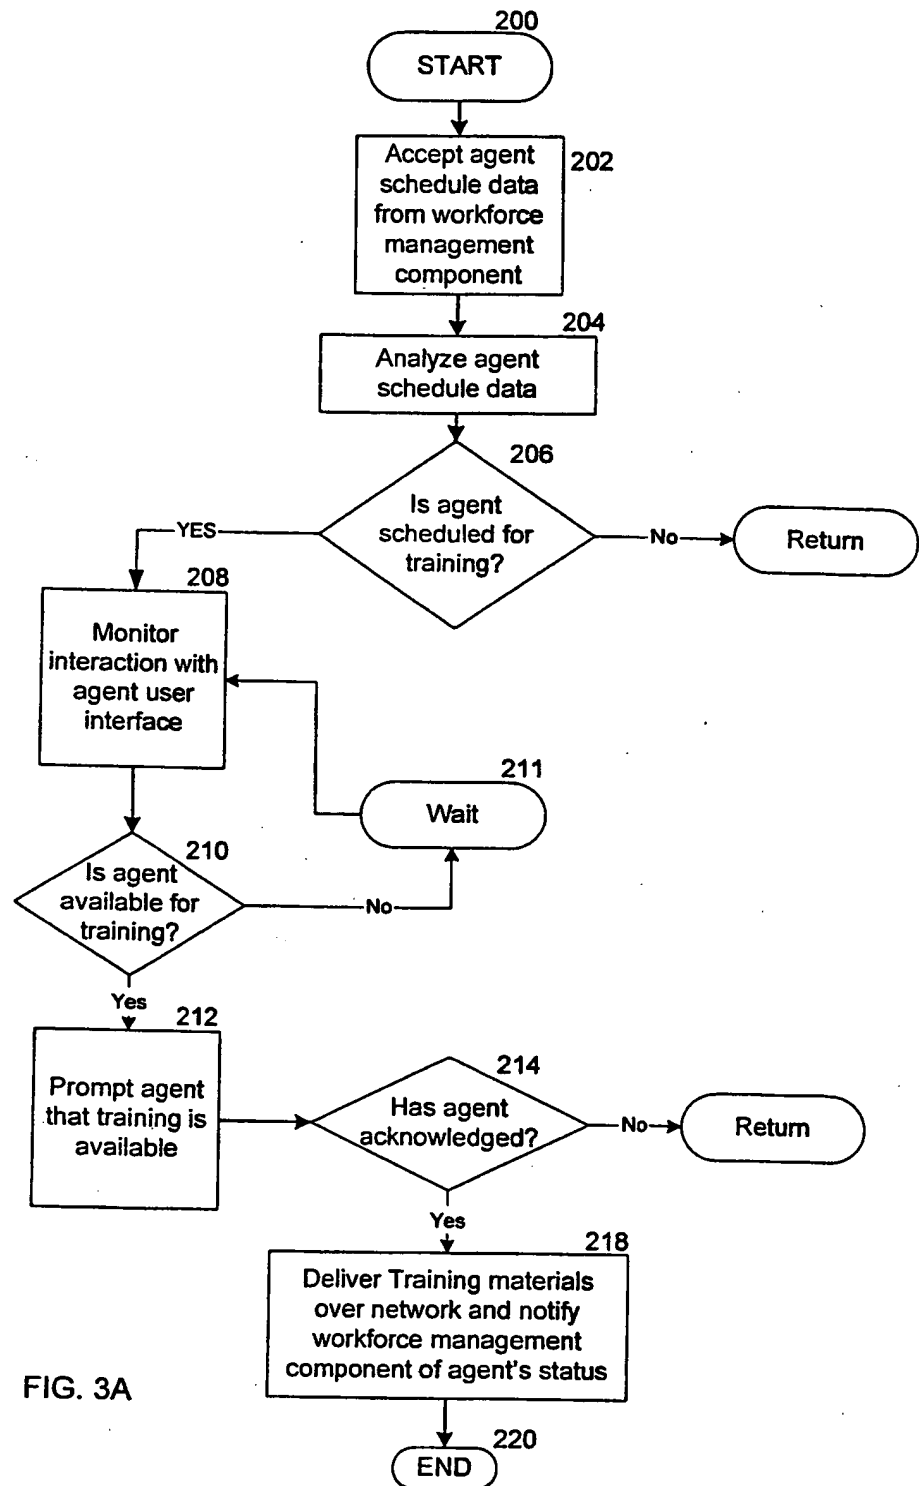 200
START
202
Accept agent
schedule data
from workforce
management
component
204
Analyze agent
schedule data
206
Is agent
scheduled for
training?
YES
No
Return
208
Monitor
interaction with
agent user
interface
211
Wait
210
Is agent
available for
training?
No
Yes
212
Prompt agent
that training is
available
214
Has agent
acknowledged?
No
Return
Yes
218
Deliver Training materials
over network and notify
workforce management
component of agent's status
FIG. 3A
220
END